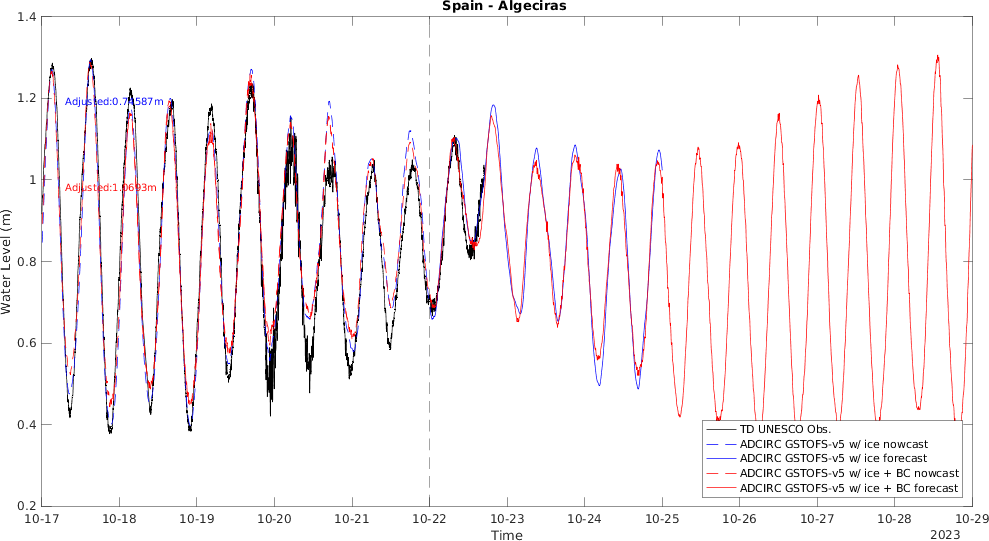 Spain - Algeciras
1.4
1.2
1
0.8
0.6
0.4
0.2
Water Level (m)
Adjusted:0.74587m
Adjusted:1.0693m
TD UNESCO Obs.
ADCIRC GSTOFS-v5 w/ ice nowcast
ADCIRC GSTOFS-v5 w/ ice forecast
ADCIRC GSTOFS-v5 w/ ice + BC nowcast
ADCIRC GSTOFS-v5 w/ ice + BC forecast
10-17 10-18 10-19 10-20 10-21 10-22 10-23 10-24 10-25 10-26 10-27 10-28 10-29
Time
2023